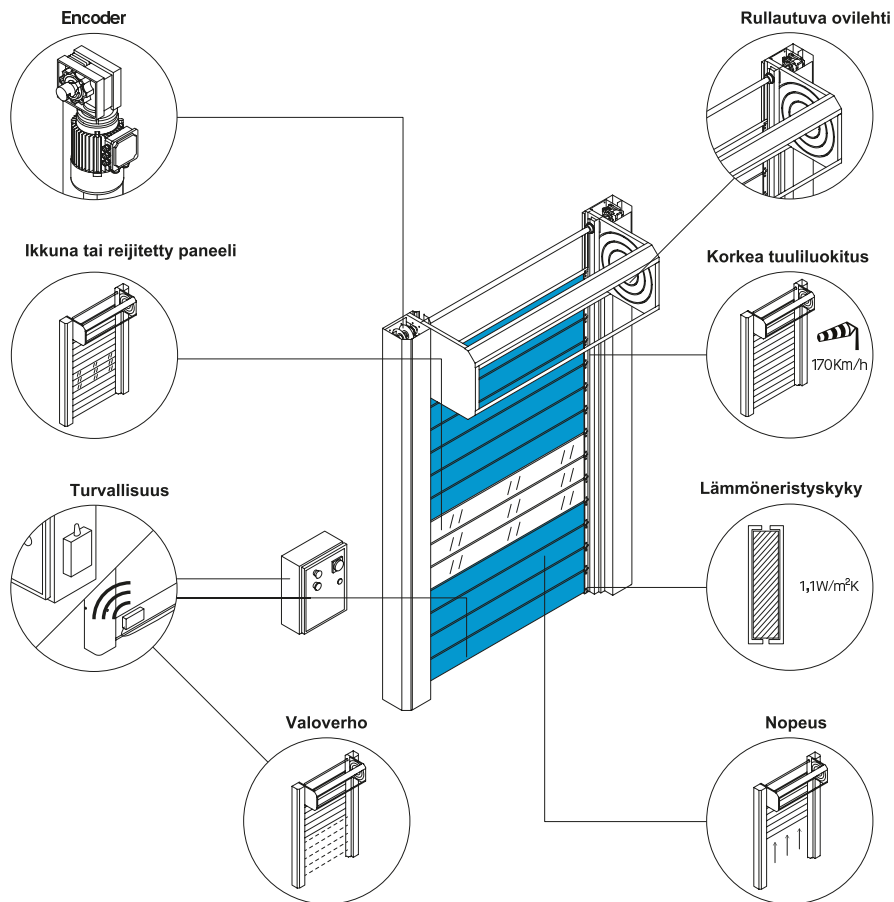 Encoder
Rullautuva ovilehti
Ikkuna tai reijitetty paneeli
Korkea tuuliluokitus
170Km/h
Turvallisuus
Lämmöneristyskyky
1,1W/m²K
Valoverho
Nopeus